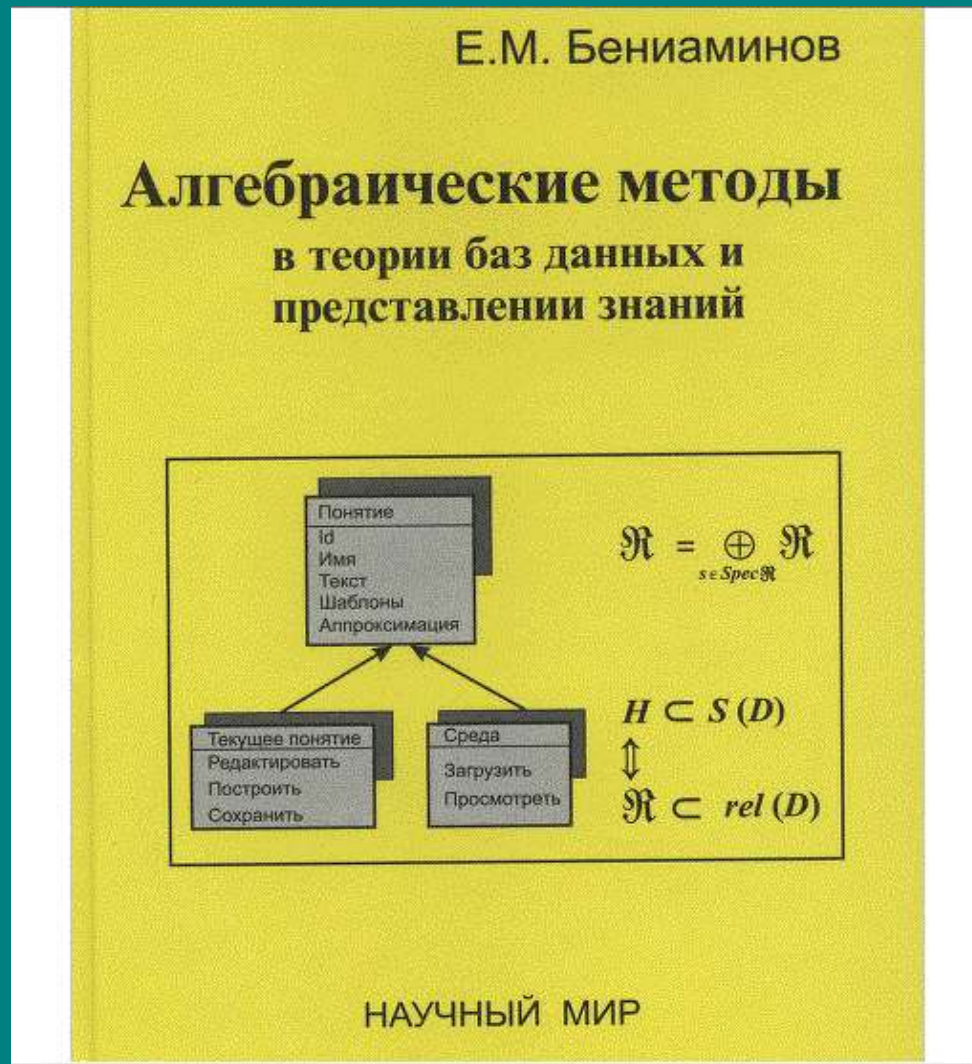 Е.М. Бениаминов
Алгебраические методы
в теории баз данных и
представлении знаний
Понятие
Id
Имя
Текст
Шаблоны
Аппроксимация
ℜ = ⊕ ℜ
s ∈ Spec ℜ
Текущее понятие
Редактировать
Построить
Сохранить
Среда
Загрузить
Просмотреть
H ⊂ S (D)
⇕
ℜ ⊂ rel (D)
НАУЧНЫЙ МИР